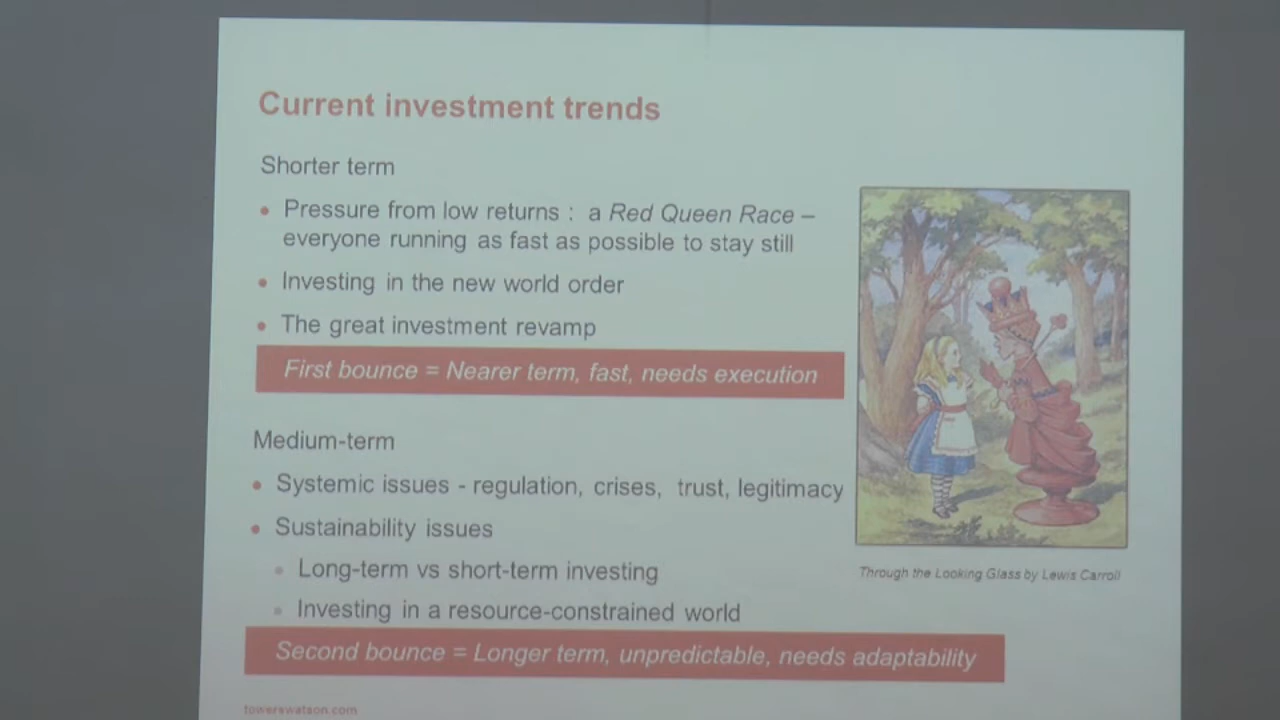 Current investment trends
Shorter term
• Pressure from low returns : a Red Queen Race –
everyone running as fast as possible to stay still
• Investing in the new world order
• The great investment revamp
First bounce = Nearer term, fast, needs execution
Medium-term
• Systemic issues - regulation, crises, trust, legitimacy
• Sustainability issues
• Long-term vs short-term investing
• Investing in a resource-constrained world
Second bounce = Longer term, unpredictable, needs adaptability
Through the Looking Glass by Lewis Carroll
towerswatson.com